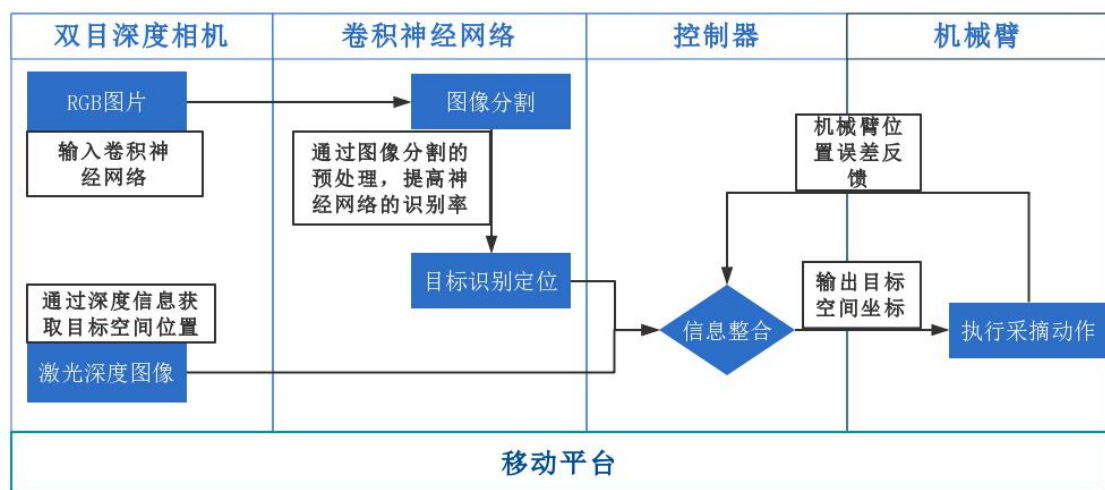 双目深度相机
卷积神经网络
控制器
机械臂
RGB图片
输入卷积神
经网络
图像分割
通过图像分割的
预处理，提高神
经网络的识别率
目标识别定位
通过深度信息获
取目标空间位置
激光深度图像
信息整合
机械臂位
置误差反
馈
输出目标
空间坐标
执行采摘动作
移动平台